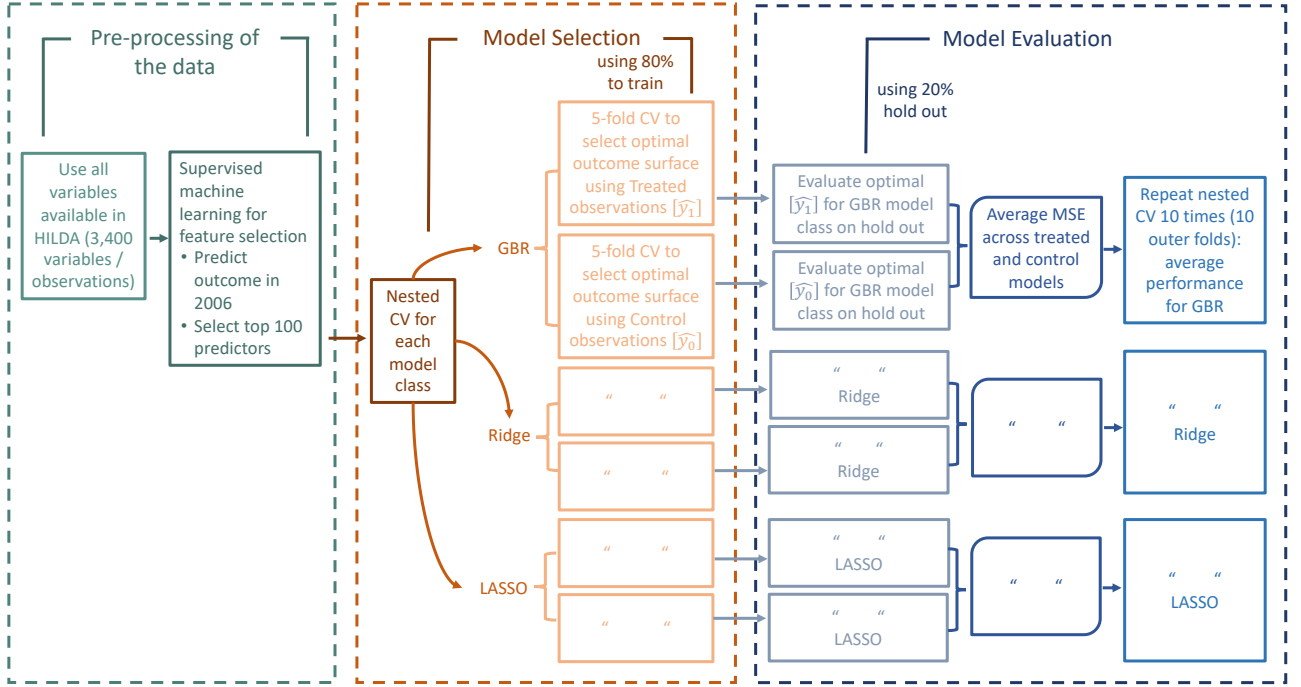 Pre-processing of
the data
Use all
variables
available in
HILDA (3,400
variables /
observations)
Supervised
machine
learning for
feature selection
• Predict
outcome in
2006
• Select top 100
predictors
Model Selection
using 80%
to train
Nested
CV for
each
model
class
GBR
5-fold CV to
select optimal
outcome surface
using Treated
observations [ŷ₁]
5-fold CV to
select optimal
outcome surface
using Control
observations [ŷ₀]
Ridge
“ “
“ “
LASSO
“ “
“ “
Model Evaluation
using 20%
hold out
Evaluate optimal
[ŷ₁] for GBR model
class on hold out
Evaluate optimal
[ŷ₀] for GBR model
class on hold out
Average MSE
across treated
and control
models
Repeat nested
CV 10 times (10
outer folds):
average
performance
for GBR
“ “
Ridge
“ “
Ridge
“ “
“ “
Ridge
“ “
LASSO
“ “
LASSO
“ “
“ “
LASSO